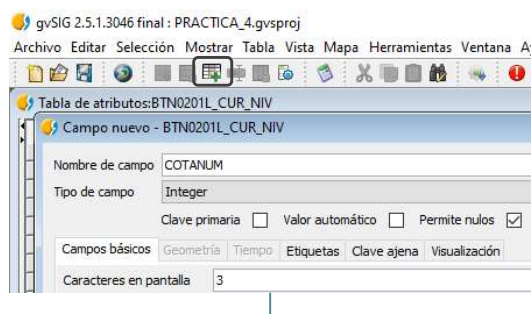 gvSIG 2.5.1.3046 final : PRACTICA_4.gvsproj
Archivo Editar Selección Mostrar Tabla Vista Mapa Herramientas Ventana
Tabla de atributos:BTN0201L_CUR_NIV
Campo nuevo - BTN0201L_CUR_NIV
Nombre de campo COTANUM
Tipo de campo Integer
Clave primaria Valor automático Permite nulos
Campos básicos Geometría Tiempo Etiquetas Clave ajena Visualización
Caracteres en pantalla 3